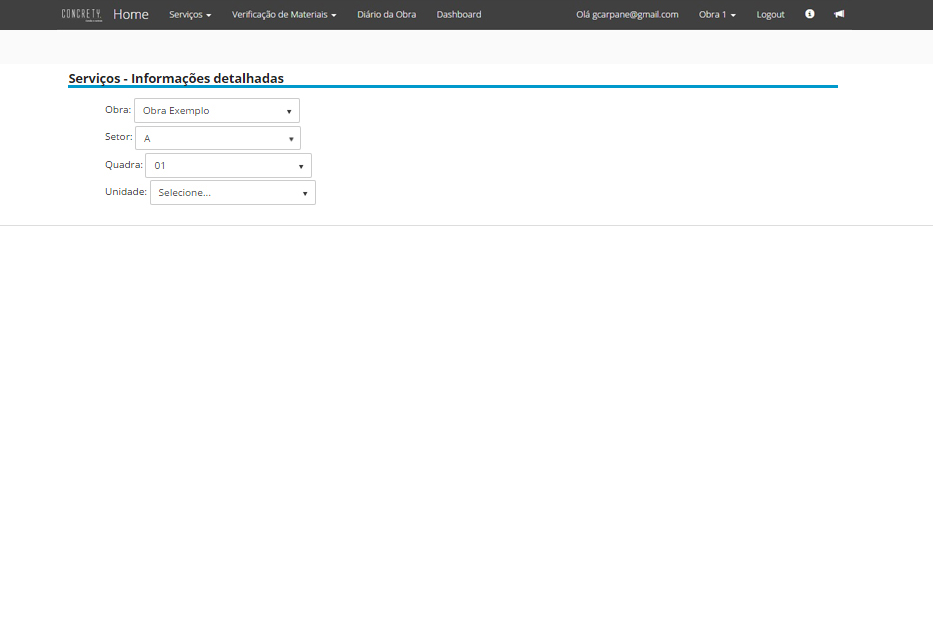 CONCRETY Home Serviços Verificação de Materiais Diário da Obra Dashboard Olá gcarpane@gmail.com Obra 1 Logout
Serviços - Informações detalhadas
Obra: Obra Exemplo
Setor: A
Quadra: 01
Unidade: Selecione...